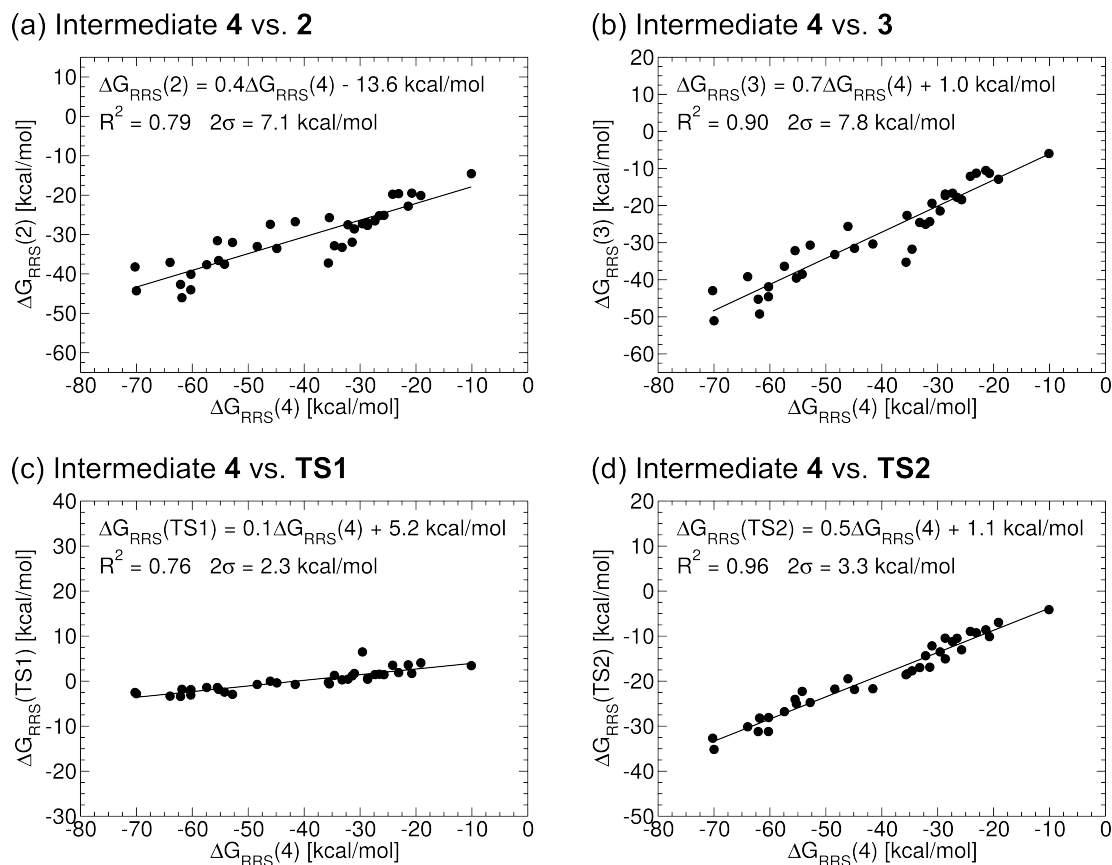 (a) Intermediate 4 vs. 2
ΔG_RRS(2) = 0.4ΔG_RRS(4) - 13.6 kcal/mol
R² = 0.79 2σ = 7.1 kcal/mol
10
0
-10
-20
-30
-40
-50
-60
ΔG_RRS(2) [kcal/mol]
-80 -70 -60 -50 -40 -30 -20 -10 0
ΔG_RRS(4) [kcal/mol]
(b) Intermediate 4 vs. 3
ΔG_RRS(3) = 0.7ΔG_RRS(4) + 1.0 kcal/mol
R² = 0.90 2σ = 7.8 kcal/mol
20
10
0
-10
-20
-30
-40
-50
-60
ΔG_RRS(3) [kcal/mol]
-80 -70 -60 -50 -40 -30 -20 -10 0
ΔG_RRS(4) [kcal/mol]
(c) Intermediate 4 vs. TS1
ΔG_RRS(TS1) = 0.1ΔG_RRS(4) + 5.2 kcal/mol
R² = 0.76 2σ = 2.3 kcal/mol
40
30
20
10
0
-10
-20
-30
ΔG_RRS(TS1) [kcal/mol]
-80 -70 -60 -50 -40 -30 -20 -10 0
ΔG_RRS(4) [kcal/mol]
(d) Intermediate 4 vs. TS2
ΔG_RRS(TS2) = 0.5ΔG_RRS(4) + 1.1 kcal/mol
R² = 0.96 2σ = 3.3 kcal/mol
20
10
0
-10
-20
-30
-40
-50
ΔG_RRS(TS2) [kcal/mol]
-80 -70 -60 -50 -40 -30 -20 -10 0
ΔG_RRS(4) [kcal/mol]